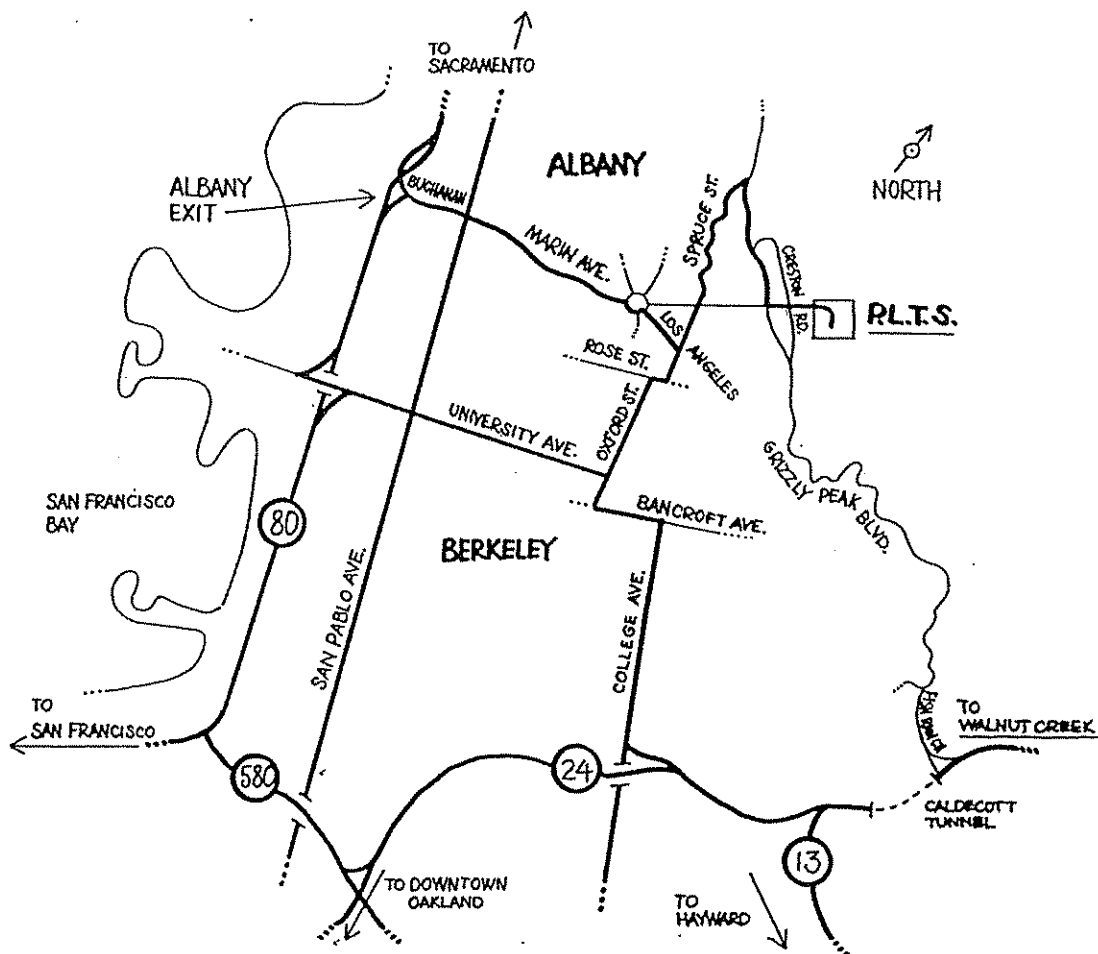 TO
SACRAMENTO
ALBANY
ALBANY
EXIT
BUCHANAN
MARIN AVE.
SPRUCE ST.
NORTH
CRESTON
RD.
P.L.T.S.
LOS
ANGELES
ROSE ST.
OXFORD ST.
UNIVERSITY AVE.
GRIZZLY PEAK BLVD.
SAN FRANCISCO
BAY
80
BERKELEY
BANCROFT AVE.
SAN PABLO AVE.
COLLEGE AVE.
TO
SAN FRANCISCO
TO
WALNUT CREEK
580
24
CALDECOTT
TUNNEL
13
TO DOWNTOWN
OAKLAND
TO
HAYWARD